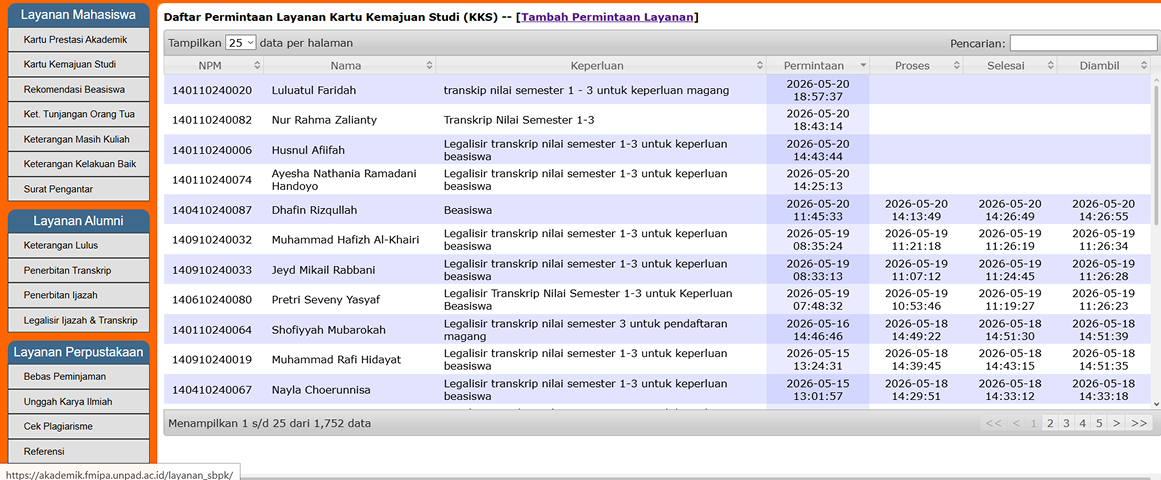 Layanan Mahasiswa
Kartu Prestasi Akademik
Kartu Kemajuan Studi
Rekomendasi Beasiswa
Ket. Tunjangan Orang Tua
Keterangan Masih Kuliah
Keterangan Kelakuan Baik
Surat Pengantar
Layanan Alumni
Keterangan Lulus
Penerbitan Transkrip
Penerbitan Ijazah
Legalisir Ijazah & Transkrip
Layanan Perpustakaan
Bebas Peminjaman
Unggah Karya Ilmiah
Cek Plagiarisme
Referensi
https://akademik.fmipa.unpad.ac.id/layanan_sbpk/
Daftar Permintaan Layanan Kartu Kemajuan Studi (KKS) -- [Tambah Permintaan Layanan]
Tampilkan 25 data per halaman Pencarian:
NPM Nama Keperluan Permintaan Proses Selesai Diambil
140110240020 Luluatul Faridah transkip nilai semester 1 - 3 untuk keperluan magang 2026-05-20
18:57:37
140110240082 Nur Rahma Zalianty Transkrip Nilai Semester 1-3 2026-05-20
18:43:14
140110240006 Husnul Afiifah Legalisir transkrip nilai semester 1-3 untuk keperluan 2026-05-20
beasiswa 14:43:44
140110240074 Ayesha Nathania Ramadani Legalisir transkrip nilai semester 1-3 untuk keperluan 2026-05-20
Handoyo beasiswa 14:25:13
140410240087 Dhafin Rizqullah Beasiswa 2026-05-20 2026-05-20 2026-05-20 2026-05-20
11:45:33 14:13:49 14:26:49 14:26:55
140910240032 Muhammad Hafizh Al-Khairi Legalisir transkrip nilai semester 1-3 untuk keperluan 2026-05-19 2026-05-19 2026-05-19 2026-05-19
beasiswa 08:35:24 11:21:18 11:26:19 11:26:34
140910240033 Jeyd Mikail Rabbani Legalisir transkrip nilai semester 1-3 untuk keperluan 2026-05-19 2026-05-19 2026-05-19 2026-05-19
beasiswa 08:33:13 11:07:12 11:24:45 11:26:28
140610240080 Pretri Seveny Yasyaf Legalisir Transkrip Nilai Semester 1-3 untuk Keperluan 2026-05-19 2026-05-19 2026-05-19 2026-05-19
Beasiswa 07:48:32 10:53:46 11:19:27 11:26:23
140110240064 Shofiyyah Mubarokah Legalisir transkrip nilai semester 3 untuk pendaftaran 2026-05-16 2026-05-18 2026-05-18 2026-05-18
magang 14:46:46 14:49:22 14:51:30 14:51:39
140910240019 Muhammad Rafi Hidayat Legalisir transkrip nilai semester 1-3 untuk keperluan 2026-05-15 2026-05-18 2026-05-18 2026-05-18
beasiswa 13:24:31 14:39:45 14:43:15 14:51:35
140410240067 Nayla Choerunnisa Legalisir transkrip nilai semester 1-3 untuk keperluan 2026-05-15 2026-05-18 2026-05-18 2026-05-18
beasiswa 13:01:57 14:29:51 14:33:12 14:33:18
Menampilkan 1 s/d 25 dari 1,752 data << < 1 2 3 4 5 > >>